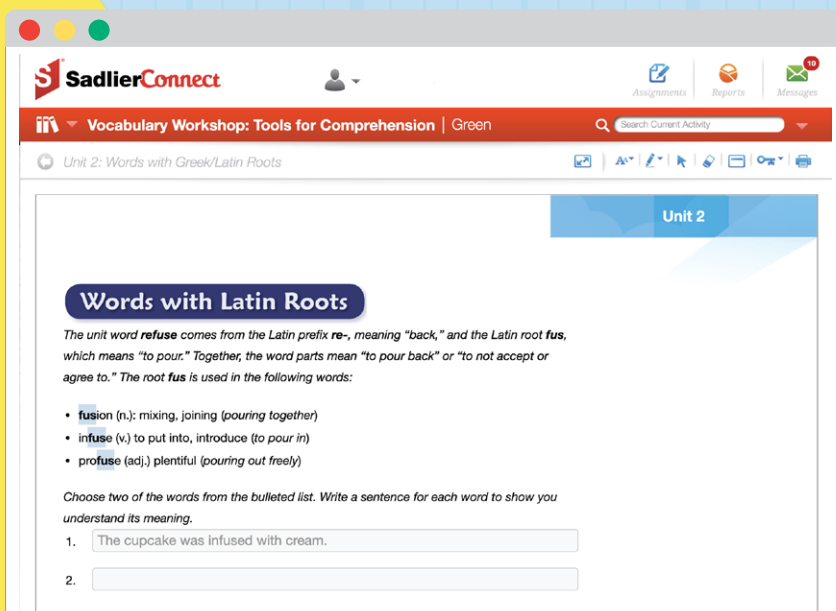 SadlierConnect
Assignments
Reports
10
Messages
Vocabulary Workshop: Tools for Comprehension | Green
Search Current Activity
Unit 2: Words with Greek/Latin Roots
Unit 2
Words with Latin Roots
The unit word refuse comes from the Latin prefix re-, meaning “back,” and the Latin root fus,
which means “to pour.” Together, the word parts mean “to pour back” or “to not accept or
agree to.” The root fus is used in the following words:
• fusion (n.): mixing, joining (pouring together)
• infuse (v.) to put into, introduce (to pour in)
• profuse (adj.) plentiful (pouring out freely)
Choose two of the words from the bulleted list. Write a sentence for each word to show you
understand its meaning.
1. The cupcake was infused with cream.
2.